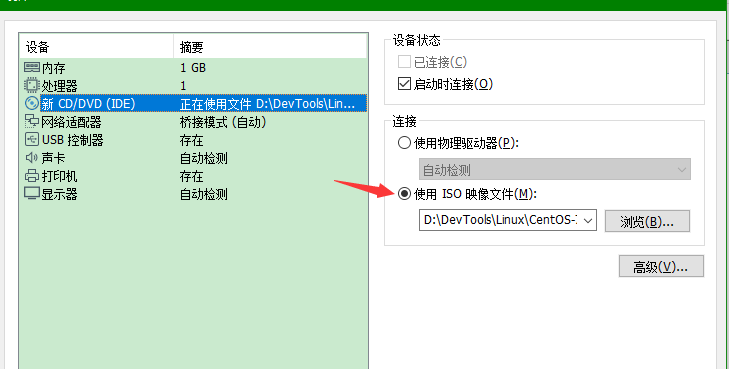 设备 摘要
内存 1 GB
处理器 1
新 CD/DVD (IDE) 正在使用文件 D:\DevTools\Lin...
网络适配器 桥接模式 (自动)
USB 控制器 存在
声卡 自动检测
打印机 存在
显示器 自动检测
设备状态
已连接(C)
启动时连接(O)
连接
使用物理驱动器(P):
自动检测
使用 ISO 映像文件(M):
D:\DevTools\Linux\CentOS-
浏览(B)...
高级(V)...